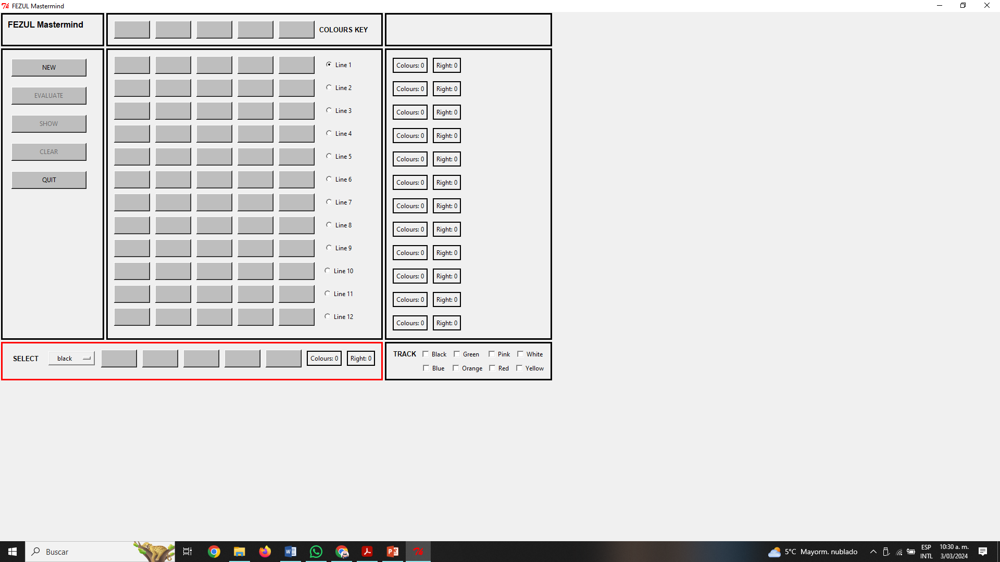 FEZUL Mastermind
FEZUL Mastermind
COLOURS KEY
NEW
EVALUATE
SHOW
CLEAR
QUIT
Line 1
Line 2
Line 3
Line 4
Line 5
Line 6
Line 7
Line 8
Line 9
Line 10
Line 11
Line 12
Colours: 0 Right: 0
Colours: 0 Right: 0
Colours: 0 Right: 0
Colours: 0 Right: 0
Colours: 0 Right: 0
Colours: 0 Right: 0
Colours: 0 Right: 0
Colours: 0 Right: 0
Colours: 0 Right: 0
Colours: 0 Right: 0
Colours: 0 Right: 0
Colours: 0 Right: 0
SELECT black Colours: 0 Right: 0
TRACK Black Green Pink White
Blue Orange Red Yellow
Buscar
5°C Mayorm. nublado
ESP
INTL
10:30 a. m.
3/03/2024